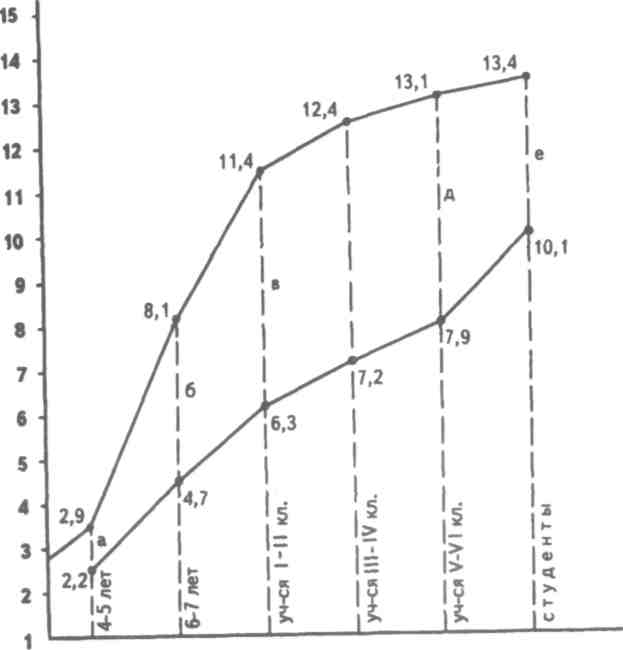 15
14
13
12
11
10
9
8
7
6
5
4
3
2
1
2,9
8,1
11,4
12,4
13,1
13,4
а
б
в
д
е
2,2
4,7
6,3
7,2
7,9
10,1
4-5 лет
6-7 лет
уч-ся I-II кл.
уч-ся III-IV кл.
уч-ся V-VI кл.
студенты